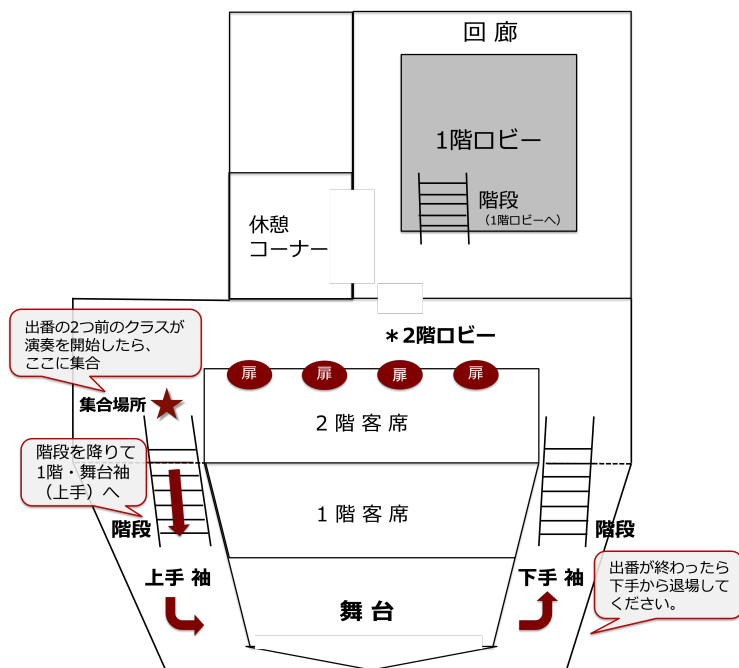 回 廊
1階ロビー
階段
（1階ロビーへ）
休憩
コーナー
＊2階ロビー
出番の2つ前のクラスが
演奏を開始したら、
ここに集合
扉 扉 扉 扉
集合場所
2 階 客 席
階段を降りて
1階・舞台袖
（上手）へ
1 階 客 席
階段
階段
上手 袖
下手 袖
出番が終わったら
下手から退場して
ください。
舞 台